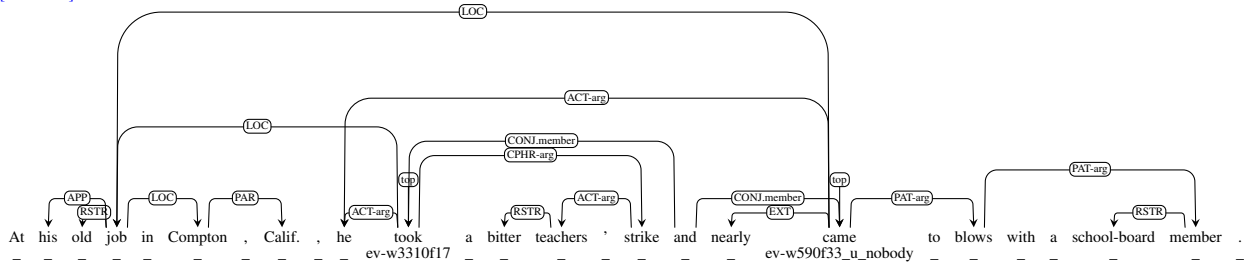 LOC
ACT-arg
LOC
CONJ.member
CPHR-arg
PAT-arg
top top
APP LOC PAR CONJ.member PAT-arg ACT-arg
RSTR ACT-arg RSTR EXT RSTR
At his old job in Compton , Calif. , he took a bitter teachers ' strike and nearly came to blows with a school-board member .
_ _ _ _ _ _ _ _ _ _ ev-w3310f17 _ _ _ _ _ _ _ ev-w590f33_u_nobody _ _ _ _ _ _ _